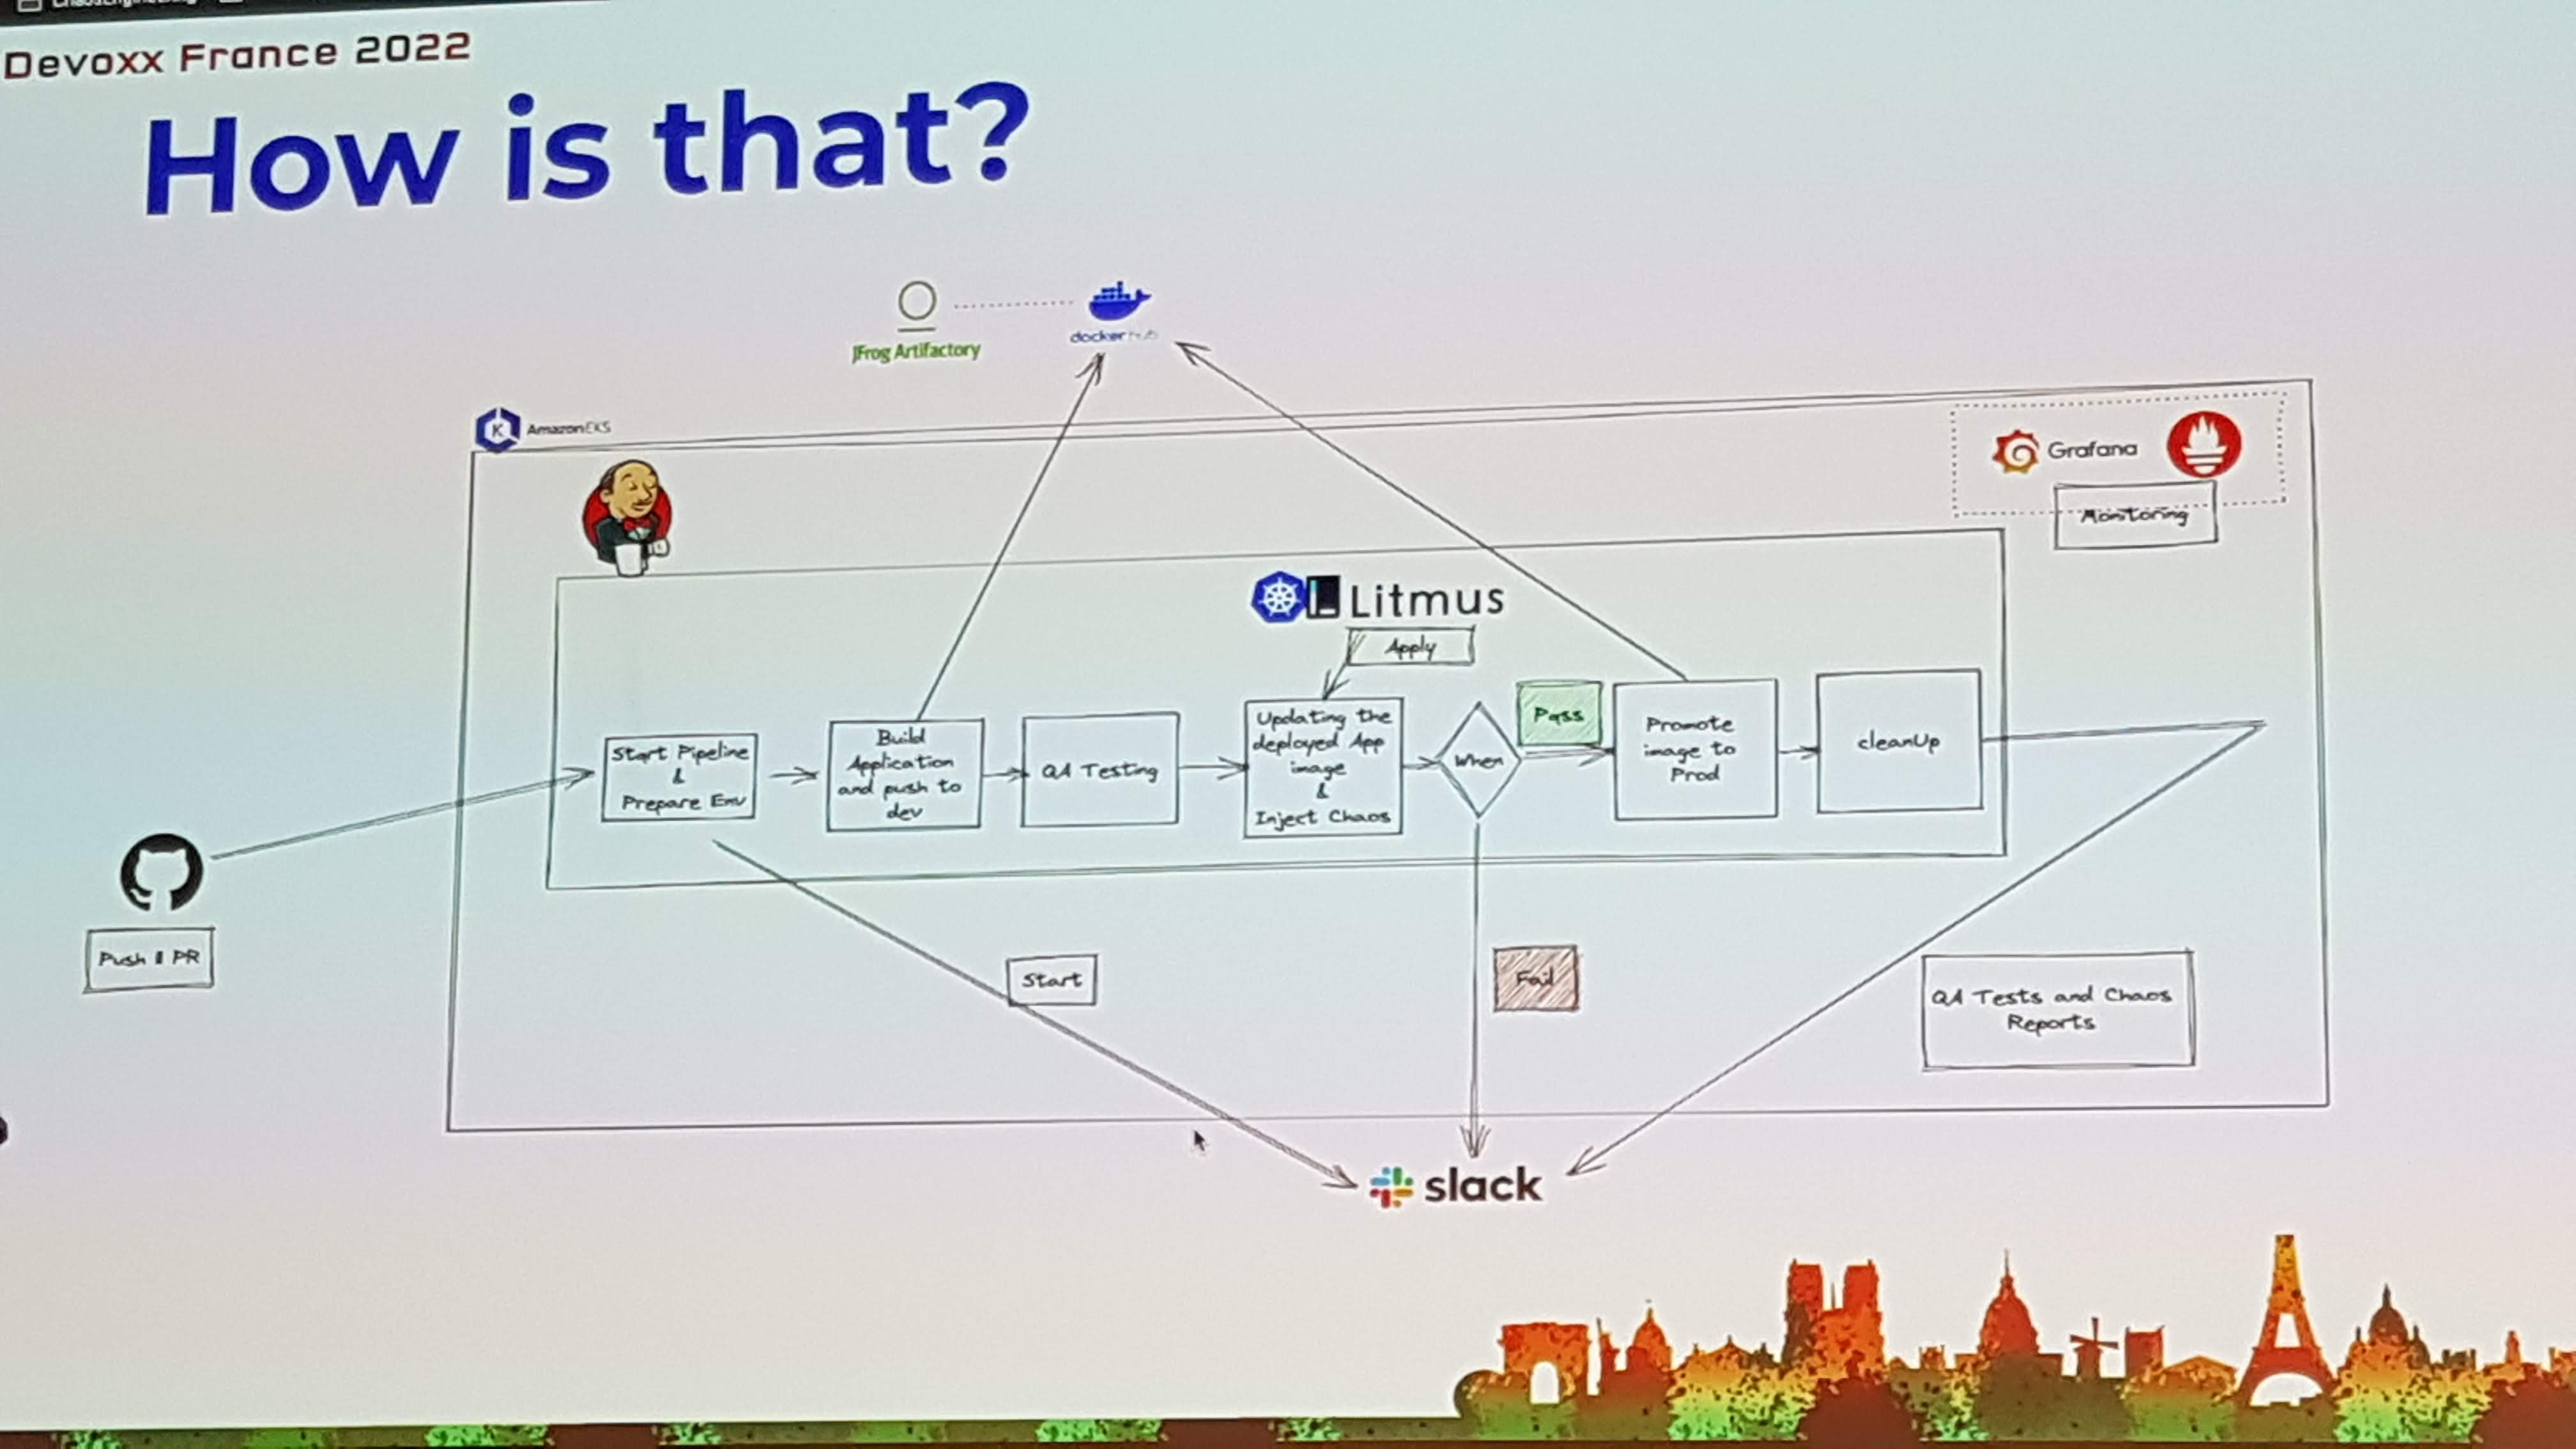 Devoxx France 2022
How is that?
JFrog Artifactory
docker hub
Amazon EKS
Grafana
Monitoring
Litmus
Apply
Start Pipeline
&
Prepare Env
Build
Application
and push to
dev
QA Testing
Updating the
deployed App
image
&
Inject Chaos
When
Pass
Promote
image to
Prod
cleanUp
Push || PR
Start
Fail
QA Tests and Chaos
Reports
slack